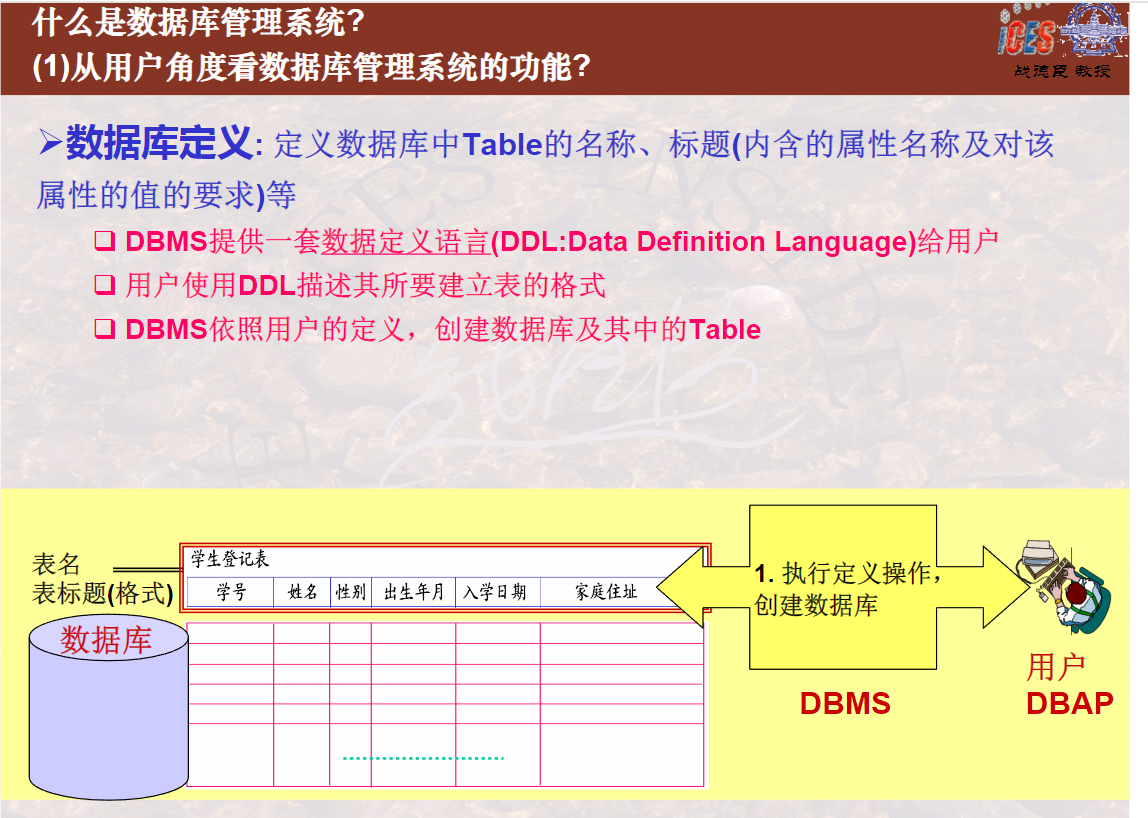 什么是数据库管理系统?
(1)从用户角度看数据库管理系统的功能?
iCES
战德臣 教授
➢数据库定义: 定义数据库中Table的名称、标题(内含的属性名称及对该
属性的值的要求)等
❑ DBMS提供一套数据定义语言(DDL:Data Definition Language)给用户
❑ 用户使用DDL描述其所要建立表的格式
❑ DBMS依照用户的定义，创建数据库及其中的Table
表名
表标题(格式)
学生登记表
学号 姓名 性别 出生年月 入学日期 家庭住址
数据库
1. 执行定义操作，
创建数据库
DBMS
用户
DBAP